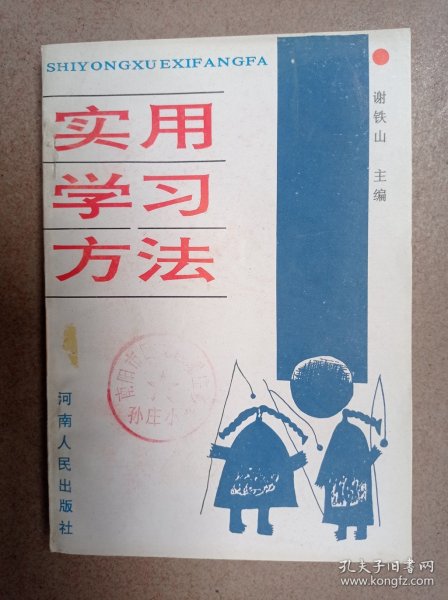 SHIYONGXUEXIFANGFA
实用
学习
方法
谢铁山 主编
孙庄小
河南人民出版社
孔夫子旧书网
www.kongfz.com